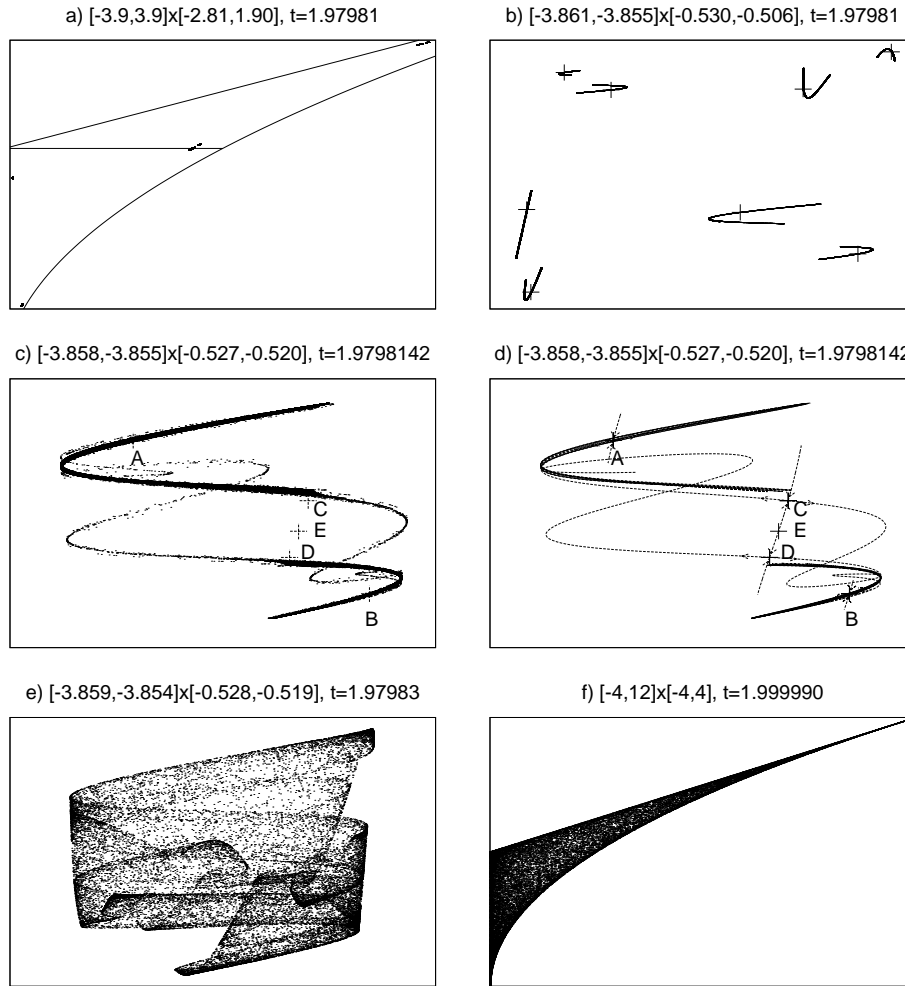 a) [-3.9,3.9]x[-2.81,1.90], t=1.97981
b) [-3.861,-3.855]x[-0.530,-0.506], t=1.97981
c) [-3.858,-3.855]x[-0.527,-0.520], t=1.9798142
d) [-3.858,-3.855]x[-0.527,-0.520], t=1.9798142
A
C
E
D
B
A
C
E
D
B
e) [-3.859,-3.854]x[-0.528,-0.519], t=1.97983
f) [-4,12]x[-4,4], t=1.999990